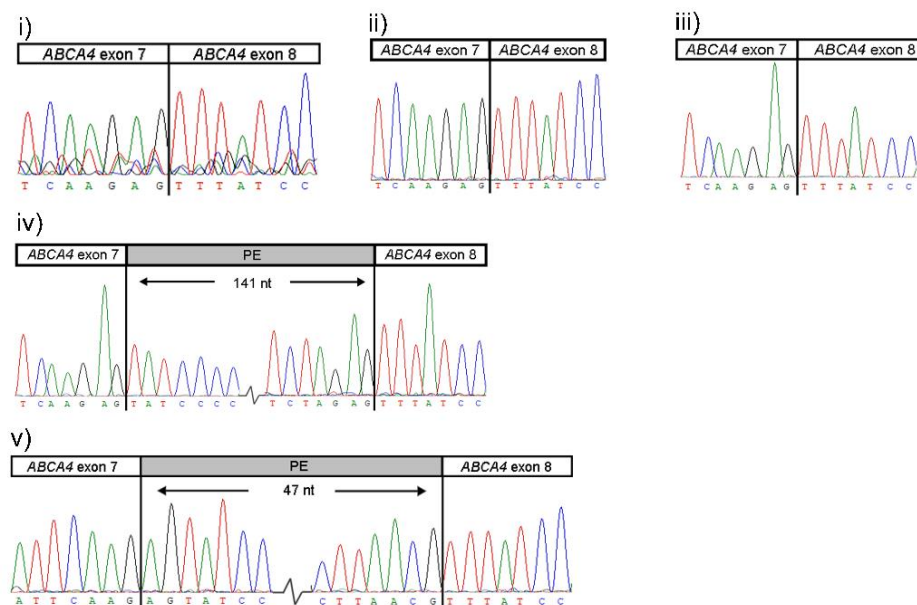 i)
ABCA4 exon 7 ABCA4 exon 8
T C A A G A G T T T A T C C
ii)
ABCA4 exon 7 ABCA4 exon 8
T C A A G A G T T T A T C C
iii)
ABCA4 exon 7 ABCA4 exon 8
T C A A G A G T T T A T C C
iv)
ABCA4 exon 7 PE ABCA4 exon 8
141 nt
T C A A G A G T A T C C C C T C T A G A G T T T A T C C
v)
ABCA4 exon 7 PE ABCA4 exon 8
47 nt
A T T C A A G A G T A T C C C T T A A C G T T T A T C C